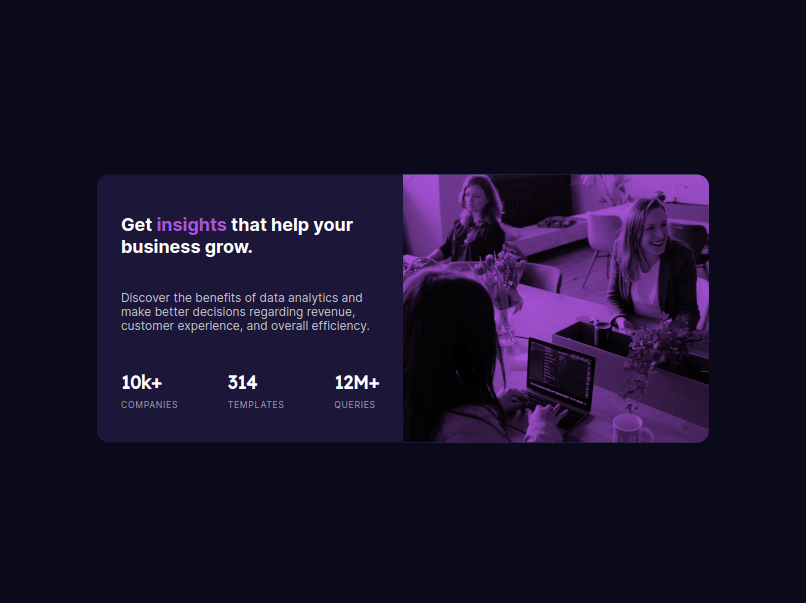 Get insights that help your
business grow.
Discover the benefits of data analytics and
make better decisions regarding revenue,
customer experience, and overall efficiency.
10k+ 314 12M+
COMPANIES TEMPLATES QUERIES